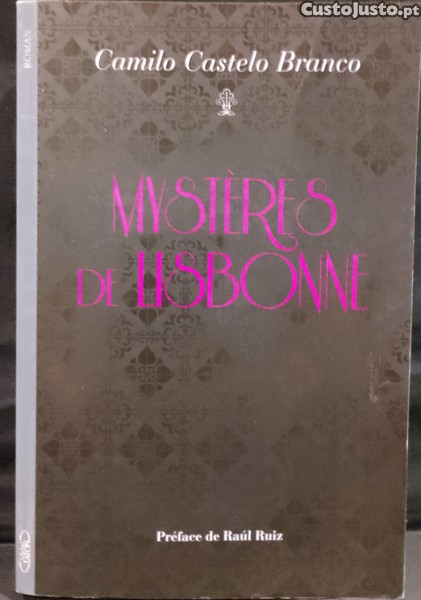 CustoJusto.pt
ROMAN
Camilo Castelo Branco
MYSTÈRES
DE LISBONNE
Préface de Raúl Ruiz